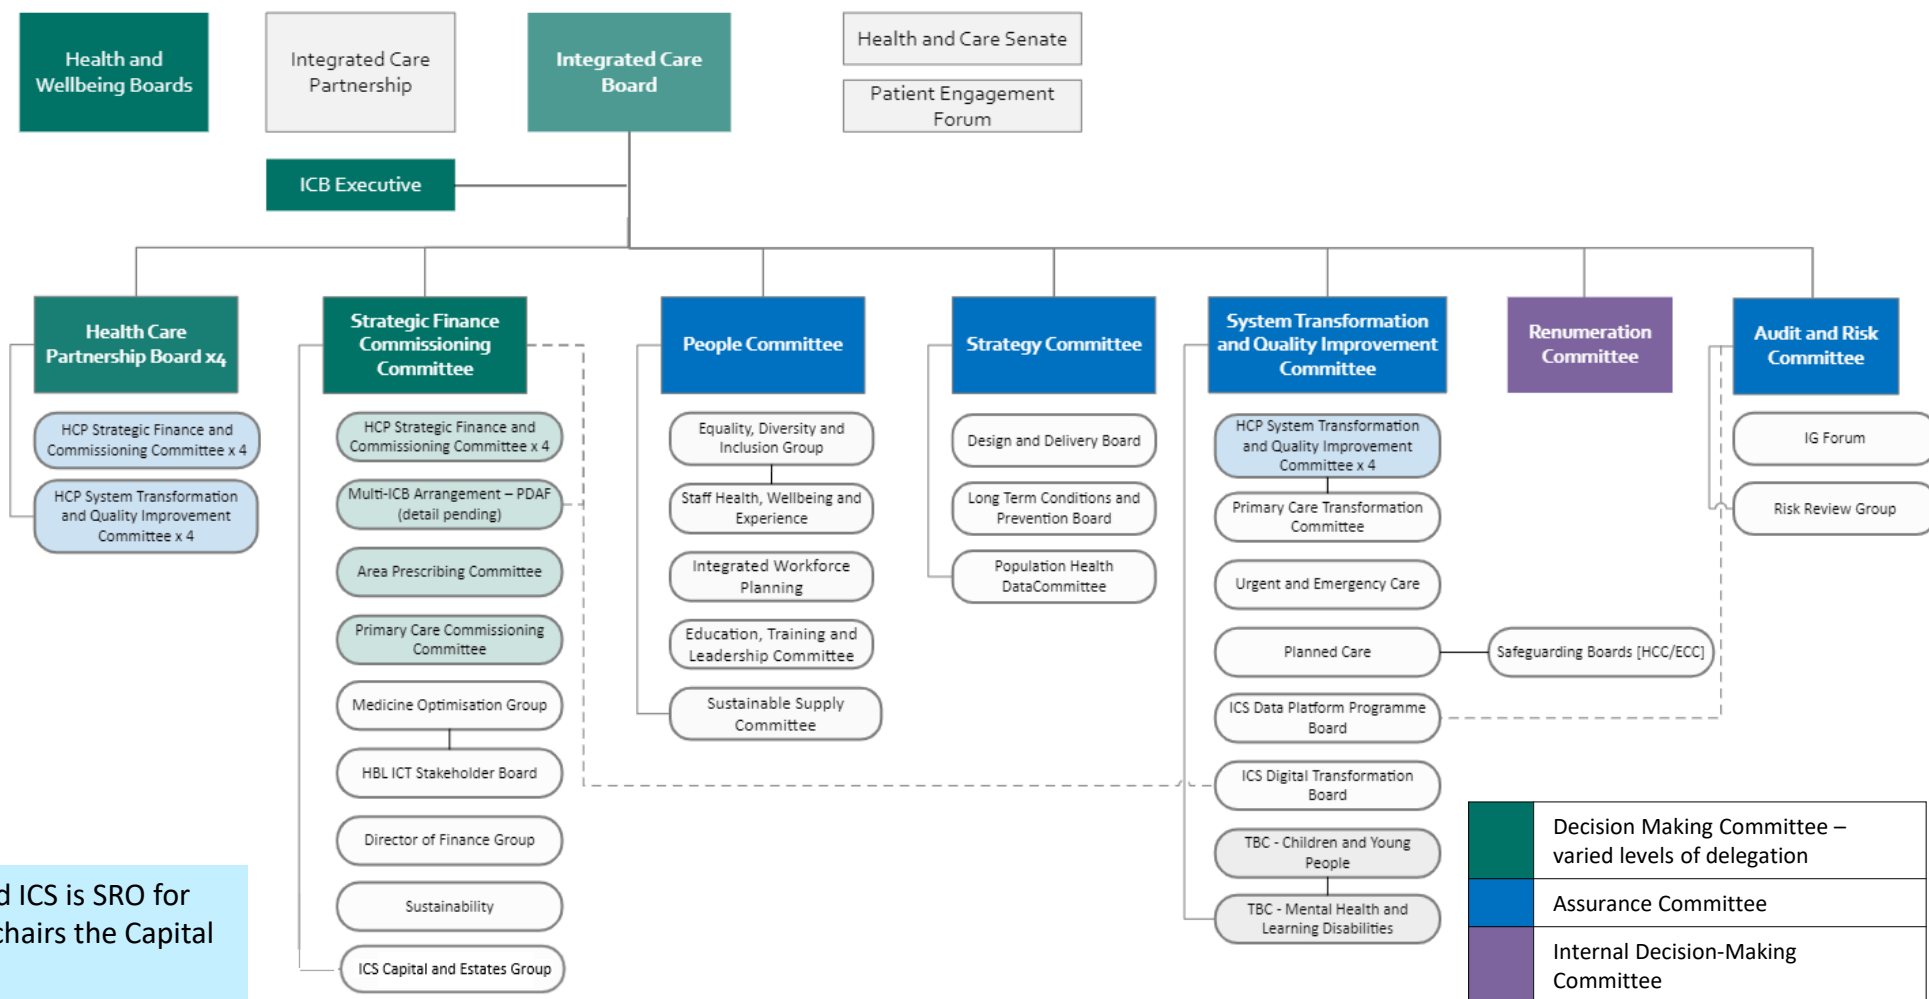 Health and
Wellbeing Boards
Integrated Care
Partnership
Integrated Care
Board
Health and Care Senate
Patient Engagement
Forum
ICB Executive
Health Care
Partnership Board x4
Strategic Finance
Commissioning
Committee
People Committee
Strategy Committee
System Transformation
and Quality Improvement
Committee
Renumeration
Committee
Audit and Risk
Committee
HCP Strategic Finance and
Commissioning Committee x 4
HCP System Transformation
and Quality Improvement
Committee x 4
HCP Strategic Finance and
Commissioning Committee x 4
Multi-ICB Arrangement – PDAF
(detail pending)
Area Prescribing Committee
Primary Care Commissioning
Committee
Medicine Optimisation Group
HBL ICT Stakeholder Board
Director of Finance Group
Sustainability
ICS Capital and Estates Group
Equality, Diversity and
Inclusion Group
Staff Health, Wellbeing and
Experience
Integrated Workforce
Planning
Education, Training and
Leadership Committee
Sustainable Supply
Committee
Design and Delivery Board
Long Term Conditions and
Prevention Board
Population Health
DataCommittee
HCP System Transformation
and Quality Improvement
Committee x 4
Primary Care Transformation
Committee
Urgent and Emergency Care
Planned Care
Safeguarding Boards [HCC/ECC]
ICS Data Platform Programme
Board
ICS Digital Transformation
Board
TBC - Children and Young
People
TBC - Mental Health and
Learning Disabilities
IG Forum
Risk Review Group
d ICS is SRO for
chairs the Capital
Decision Making Committee –
varied levels of delegation
Assurance Committee
Internal Decision-Making
Committee